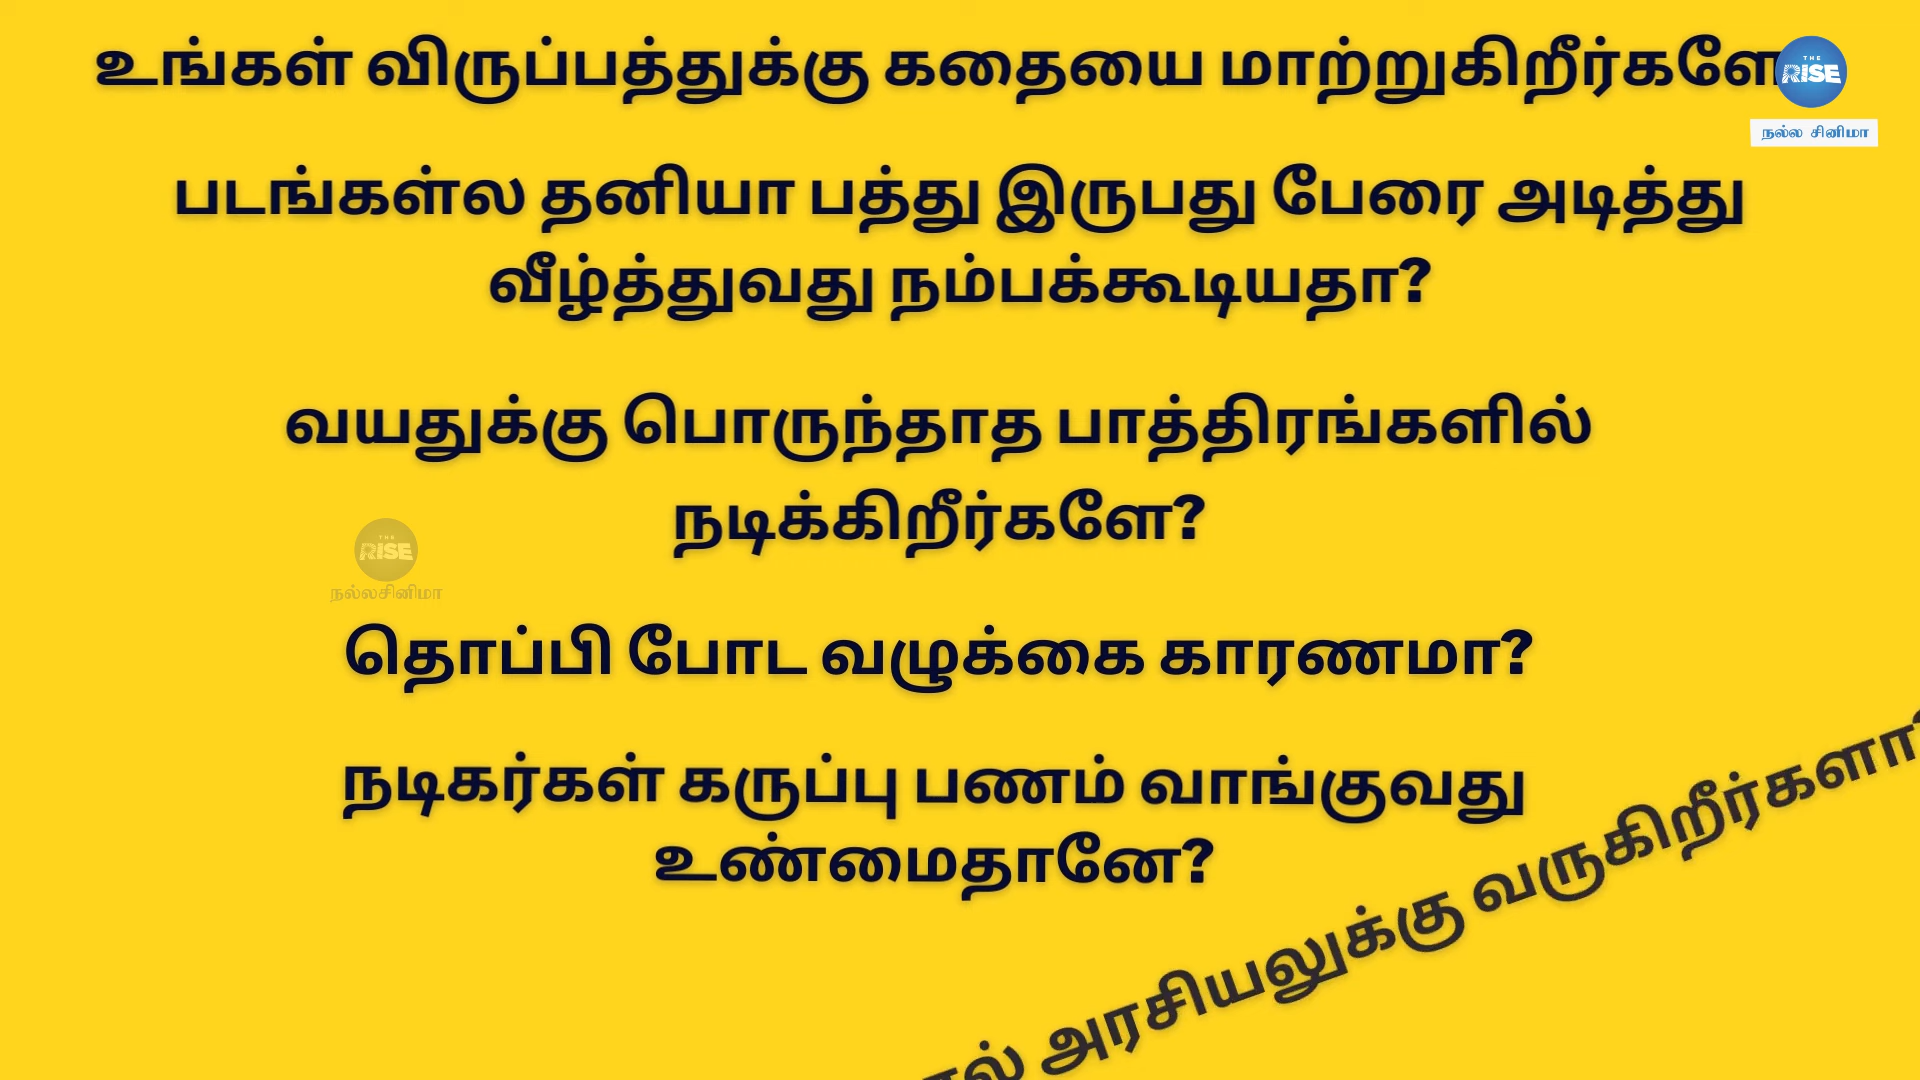 உங்கள் விருப்பத்துக்கு கதையை மாற்றுகிறீர்களே
THE
RISE
நல்ல சினிமா
படங்கள்ல தனியா பத்து இருபது பேரை அடித்து
வீழ்த்துவது நம்பக்கூடியதா?
வயதுக்கு பொருந்தாத பாத்திரங்களில்
நடிக்கிறீர்களே?
THE
RISE
நல்லசினிமா
தொப்பி போட வழுக்கை காரணமா?
நடிகர்கள் கருப்பு பணம் வாங்குவது
உண்மைதானே?
அரசியலுக்கு